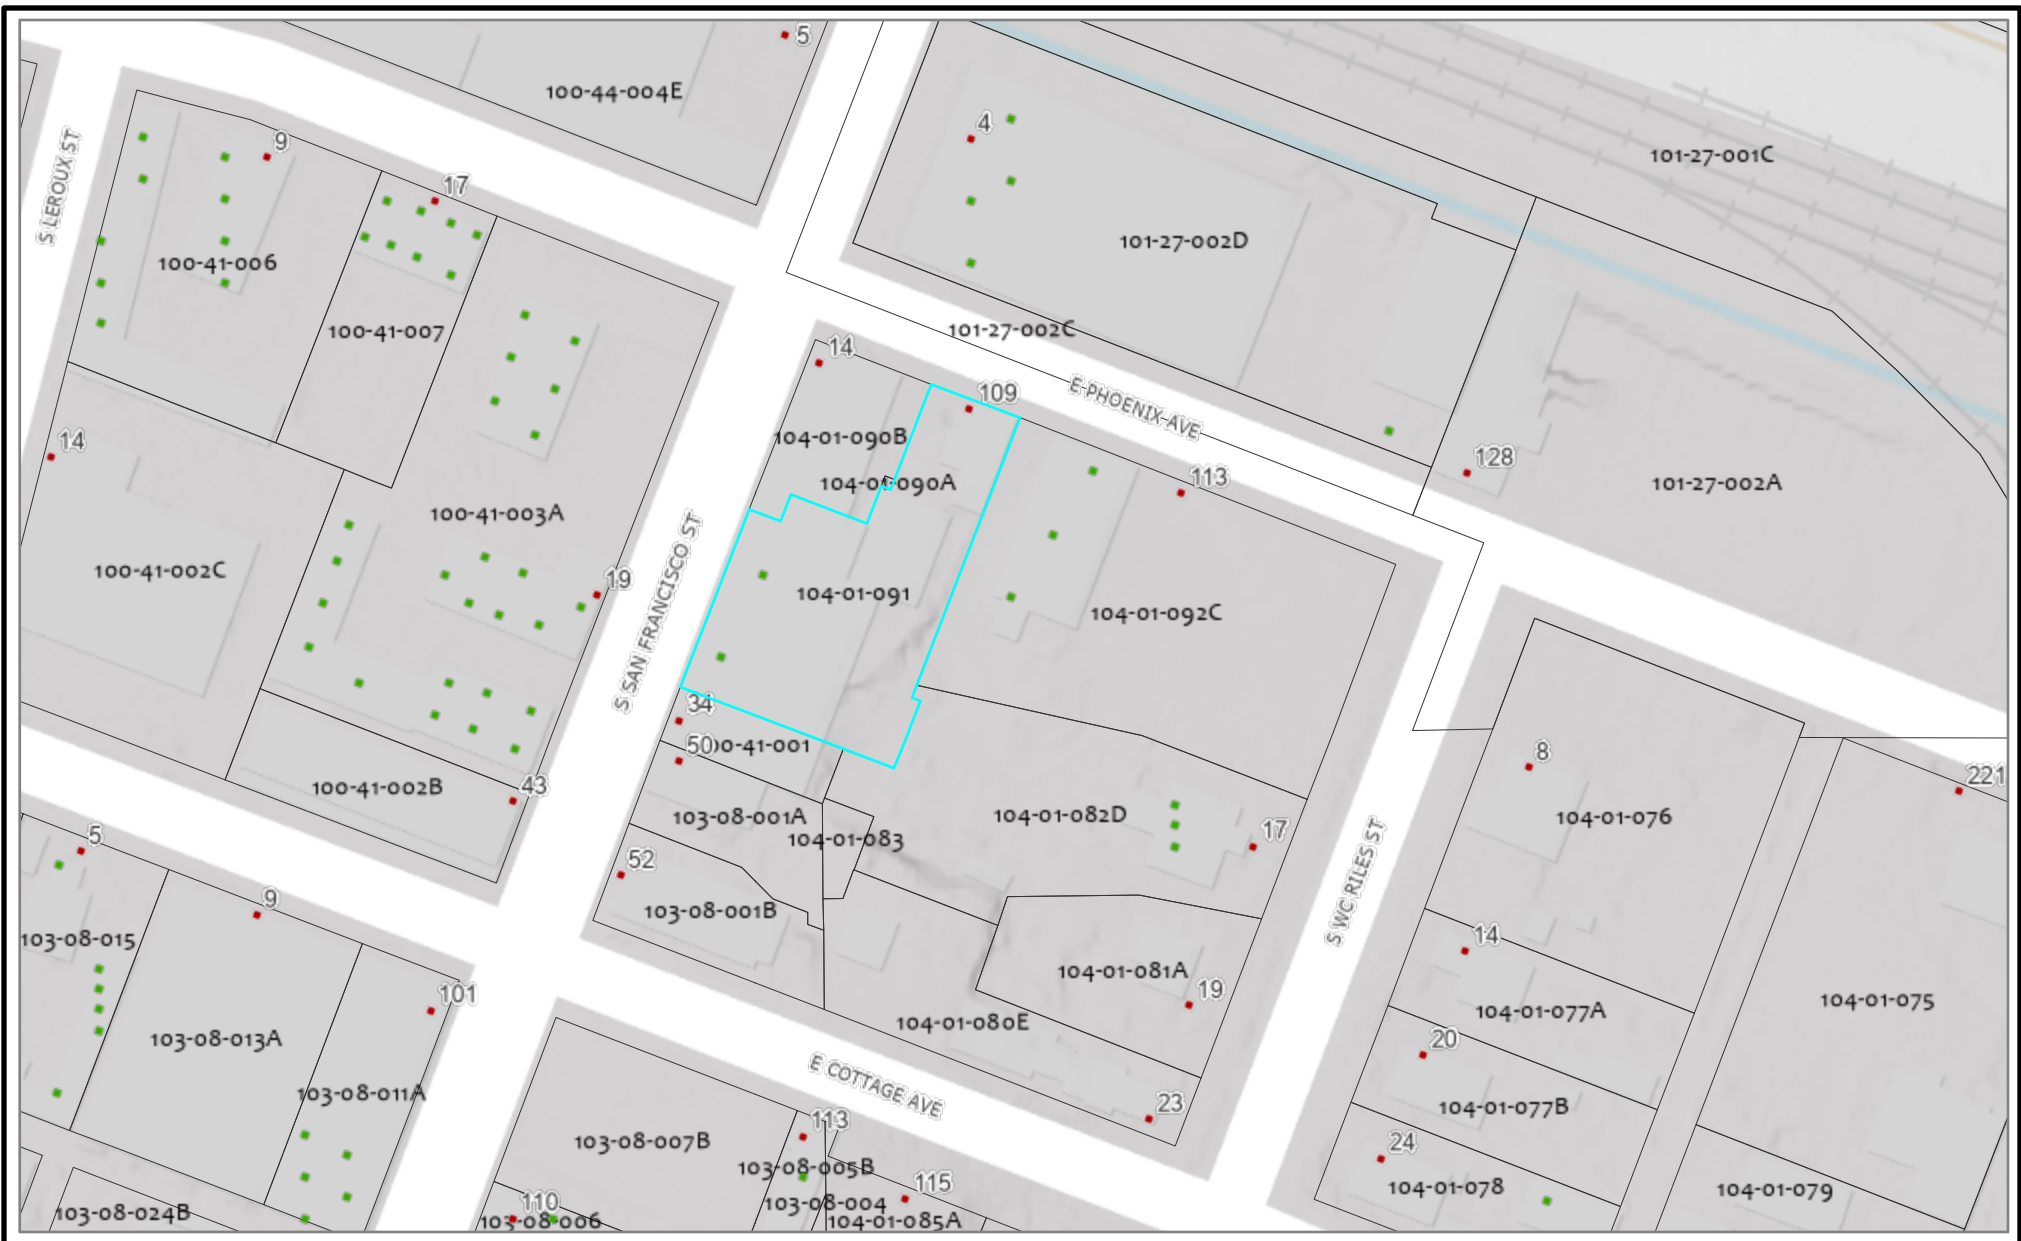 5
100-44-004E
4
9
S LEROUX ST
101-27-001C
17
101-27-002D
100-41-006
100-41-007
101-27-002C
14
109
E PHOENIX AVE
14
104-01-090B
128
113
104-01-090A
101-27-002A
100-41-003A
100-41-002C
S SAN FRANCISCO ST
19
104-01-091
104-01-092C
34
50
00-41-001
8
221
43
100-41-002B
104-01-082D
104-01-076
103-08-001A
104-01-083
17
5
52
S WC RILES ST
9
103-08-001B
103-08-015
14
104-01-081A
101
19
104-01-075
104-01-080E
104-01-077A
103-08-013A
20
E COTTAGE AVE
103-08-011A
23
104-01-077B
113
103-08-007B
24
103-08-005B
115
104-01-078
104-01-079
110
103-08-004
103-08-024B
103-08-006
104-01-085A